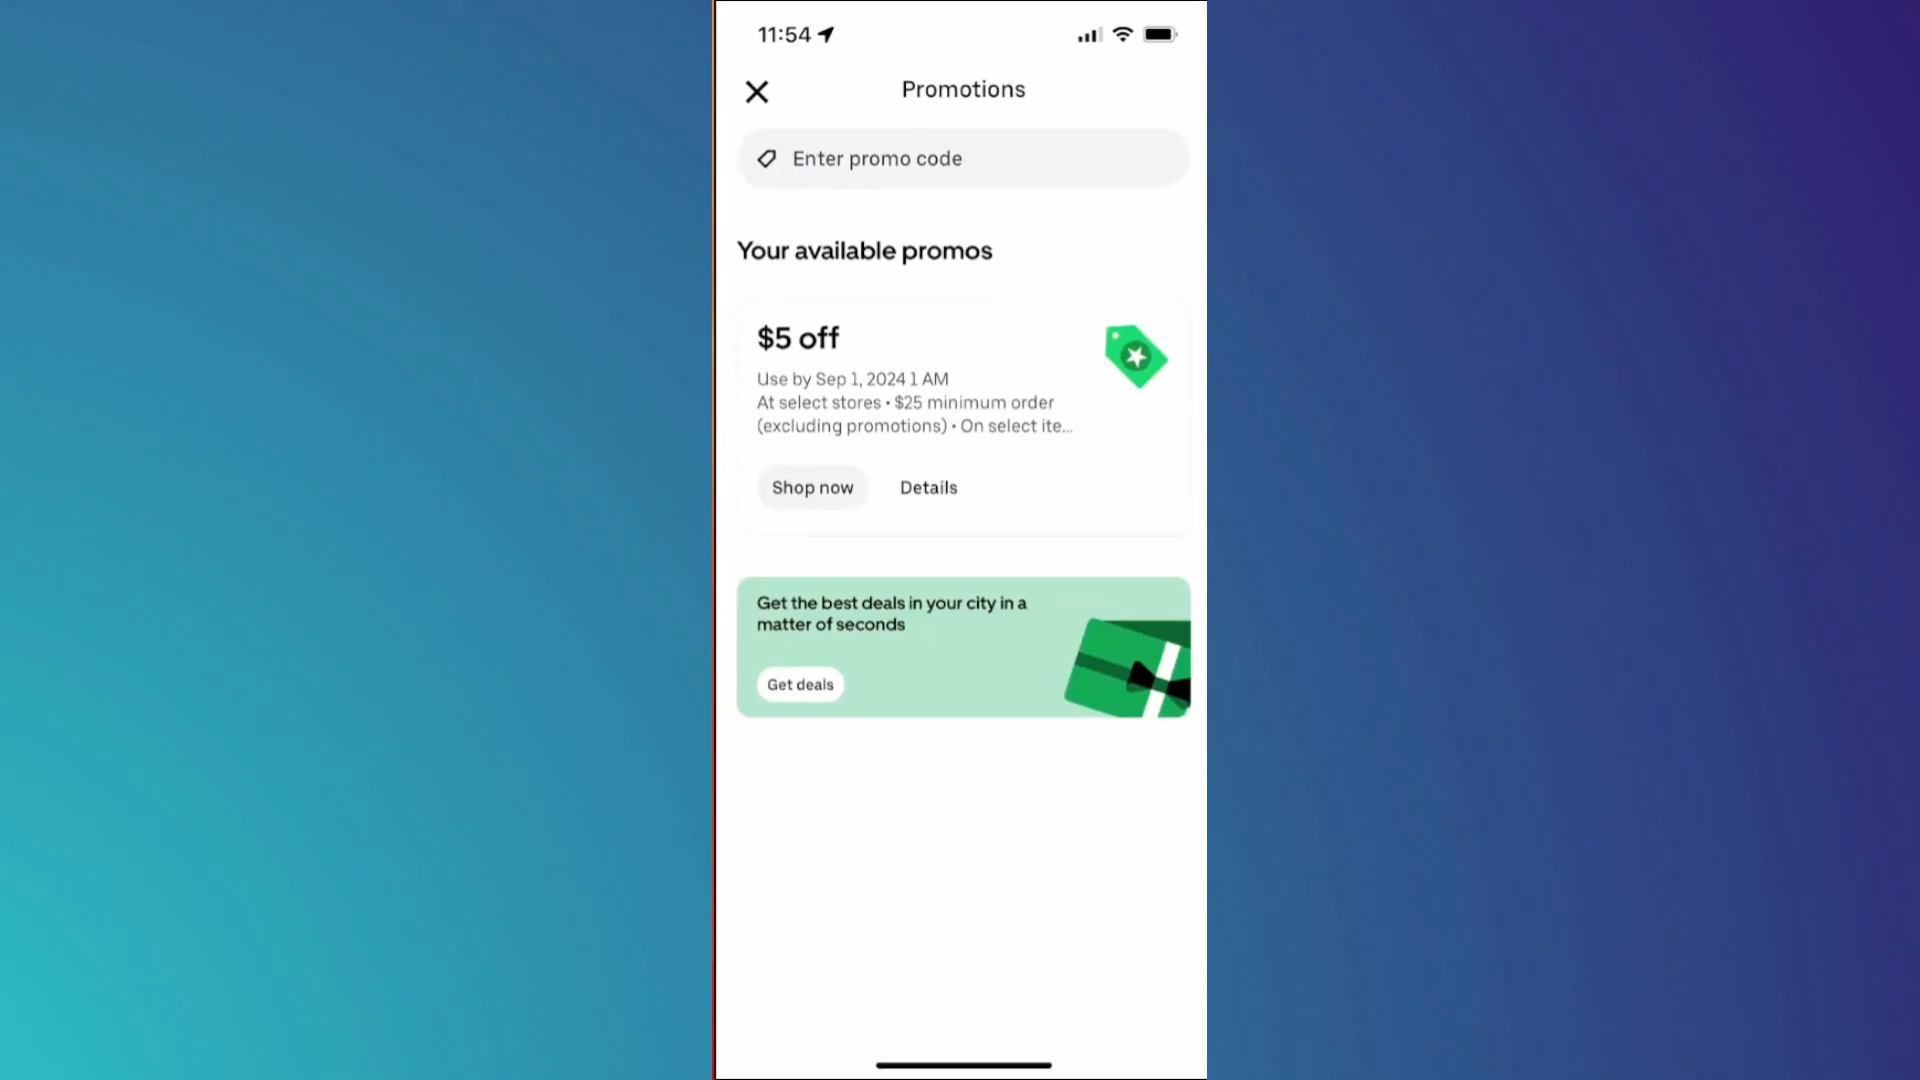 11:54
Promotions
Enter promo code
Your available promos
$5 off
Use by Sep 1, 2024 1 AM
At select stores • $25 minimum order
(excluding promotions) • On select ite...
Shop now
Details
Get the best deals in your city in a
matter of seconds
Get deals